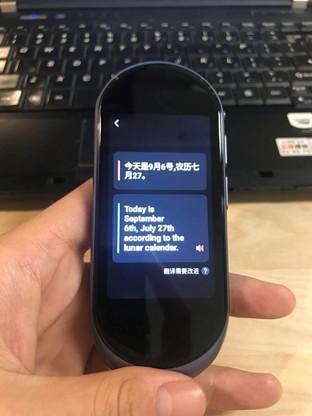 今天是9月6号,农历七
月27。
Today is
September
6th, July 27th
according to the
lunar calendar.
翻译需要改进 ?